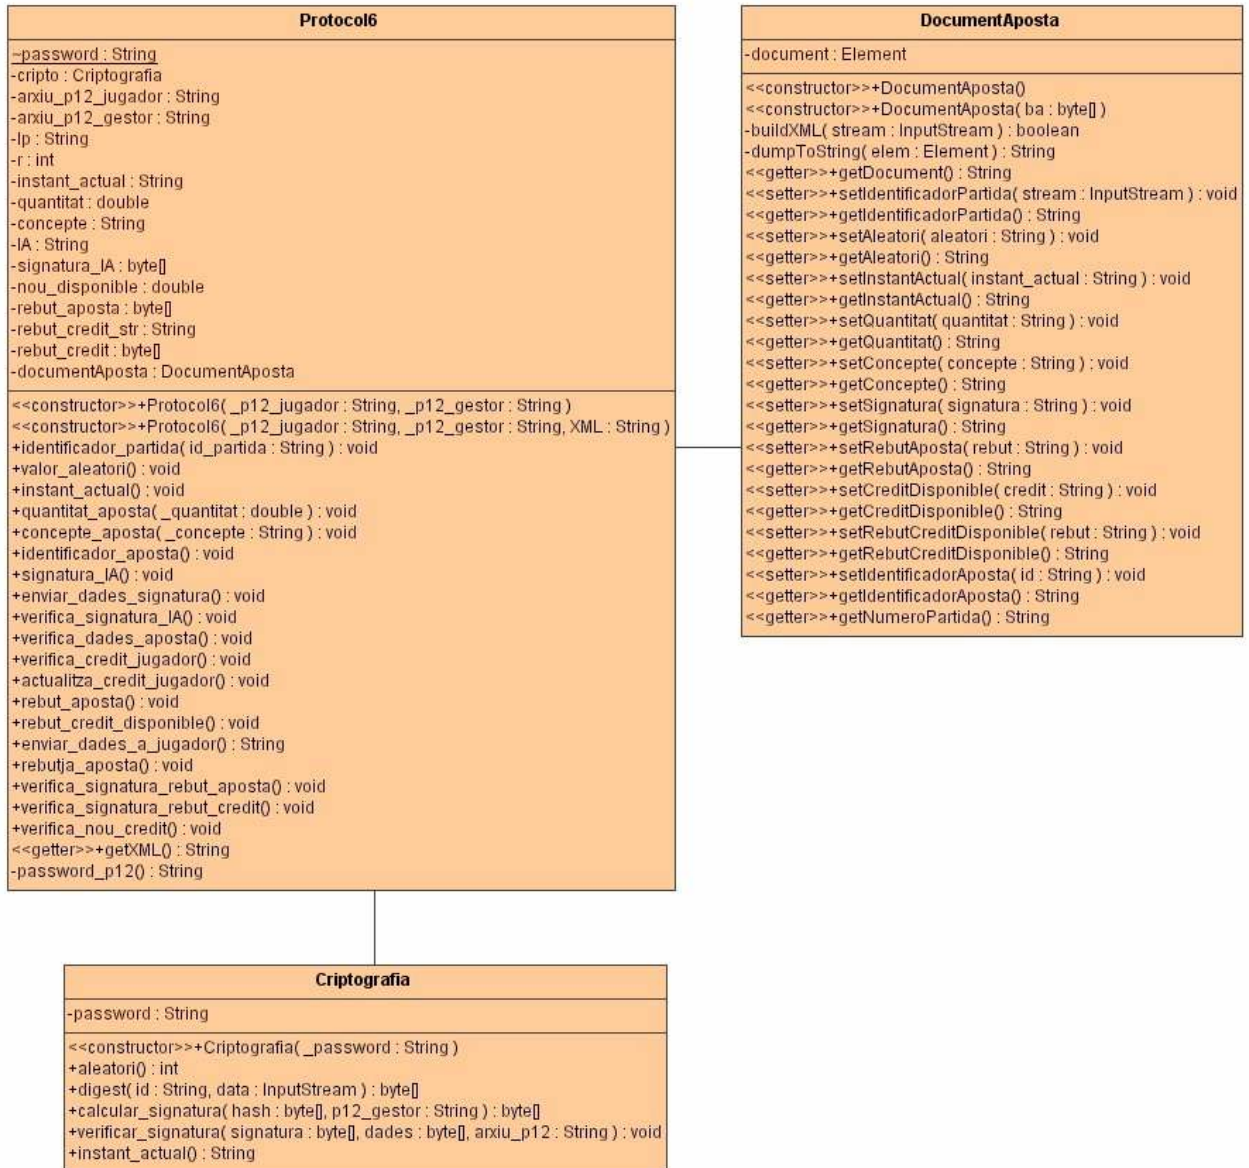 Protocol6
~password : String
-cripto : Criptografia
-arxiu_p12_jugador : String
-arxiu_p12_gestor : String
-Ip : String
-r : int
-instant_actual : String
-quantitat : double
-concepte : String
-IA : String
-signatura_IA : byte[]
-nou_disponible : double
-rebut_aposta : byte[]
-rebut_credit_str : String
-rebut_credit : byte[]
-documentAposta : DocumentAposta
<<constructor>>+Protocol6( _p12_jugador : String, _p12_gestor : String )
<<constructor>>+Protocol6( _p12_jugador : String, _p12_gestor : String, XML : String )
+identificador_partida( id_partida : String ) : void
+valor_aleatori() : void
+instant_actual() : void
+quantitat_aposta( _quantitat : double ) : void
+concepte_aposta( _concepte : String ) : void
+identificador_aposta() : void
+signatura_IA() : void
+enviar_dades_signatura() : void
+verifica_signatura_IA() : void
+verifica_dades_aposta() : void
+verifica_credit_jugador() : void
+actualitza_credit_jugador() : void
+rebut_aposta() : void
+rebut_credit_disponible() : void
+enviar_dades_a_jugador() : String
+rebutja_aposta() : void
+verifica_signatura_rebut_aposta() : void
+verifica_signatura_rebut_credit() : void
+verifica_nou_credit() : void
<<getter>>+getXML() : String
-password_p12() : String
DocumentAposta
-document : Element
<<constructor>>+DocumentAposta()
<<constructor>>+DocumentAposta( ba : byte[] )
-buildXML( stream : InputStream ) : boolean
-dumpToString( elem : Element ) : String
<<getter>>+getDocument() : String
<<setter>>+setIdentificadorPartida( stream : InputStream ) : void
<<getter>>+getIdentificadorPartida() : String
<<setter>>+setAleatori( aleatori : String ) : void
<<getter>>+getAleatori() : String
<<setter>>+setInstantActual( instant_actual : String ) : void
<<getter>>+getInstantActual() : String
<<setter>>+setQuantitat( quantitat : String ) : void
<<getter>>+getQuantitat() : String
<<setter>>+setConcepte( concepte : String ) : void
<<getter>>+getConcepte() : String
<<setter>>+setSignatura( signatura : String ) : void
<<getter>>+getSignatura() : String
<<setter>>+setRebutAposta( rebut : String ) : void
<<getter>>+getRebutAposta() : String
<<setter>>+setCreditDisponible( credit : String ) : void
<<getter>>+getCreditDisponible() : String
<<setter>>+setRebutCreditDisponible( rebut : String ) : void
<<getter>>+getRebutCreditDisponible() : String
<<setter>>+setIdentificadorAposta( id : String ) : void
<<getter>>+getIdentificadorAposta() : String
<<getter>>+getNumeroPartida() : String
Criptografia
-password : String
<<constructor>>+Criptografia( _password : String )
+aleatori() : int
+digest( id : String, data : InputStream ) : byte[]
+calcular_signatura( hash : byte[], p12_gestor : String ) : byte[]
+verificar_signatura( signatura : byte[], dades : byte[], arxiu_p12 : String ) : void
+instant_actual() : String